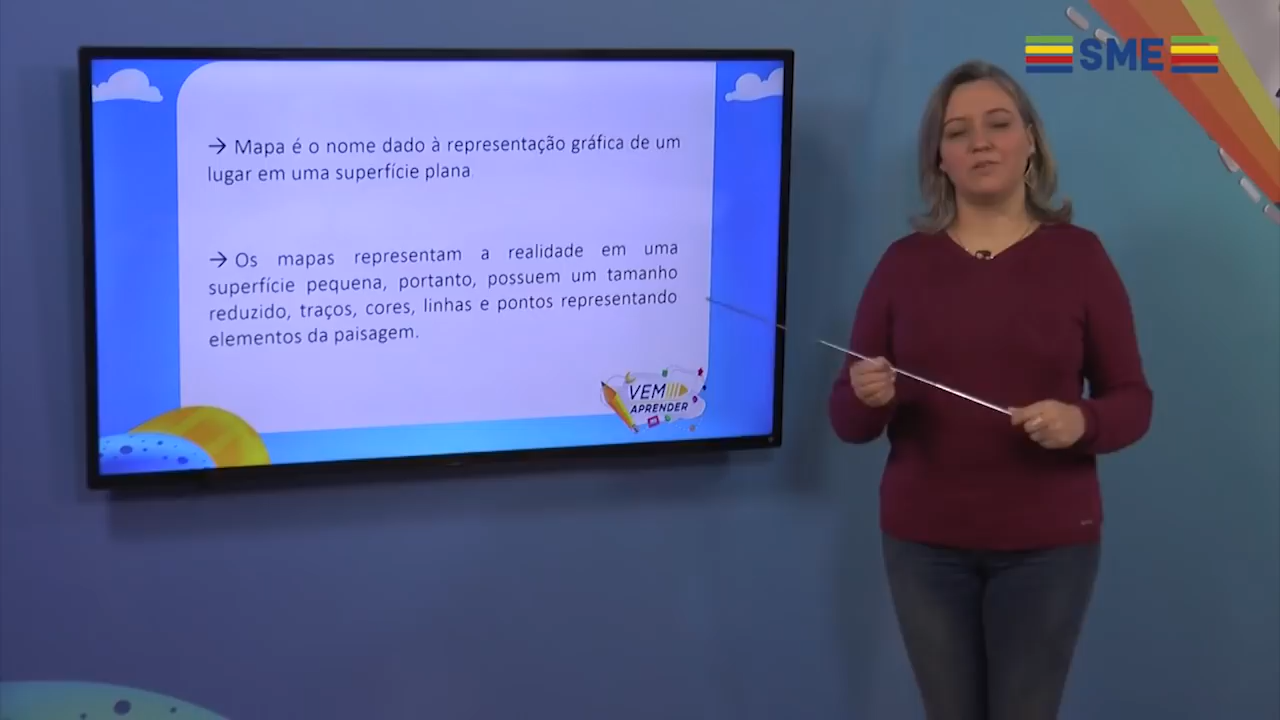 SME
→ Mapa é o nome dado à representação gráfica de um
lugar em uma superfície plana.
→ Os mapas representam a realidade em uma
superfície pequena, portanto, possuem um tamanho
reduzido, traços, cores, linhas e pontos representando
elementos da paisagem.
VEM
APRENDER